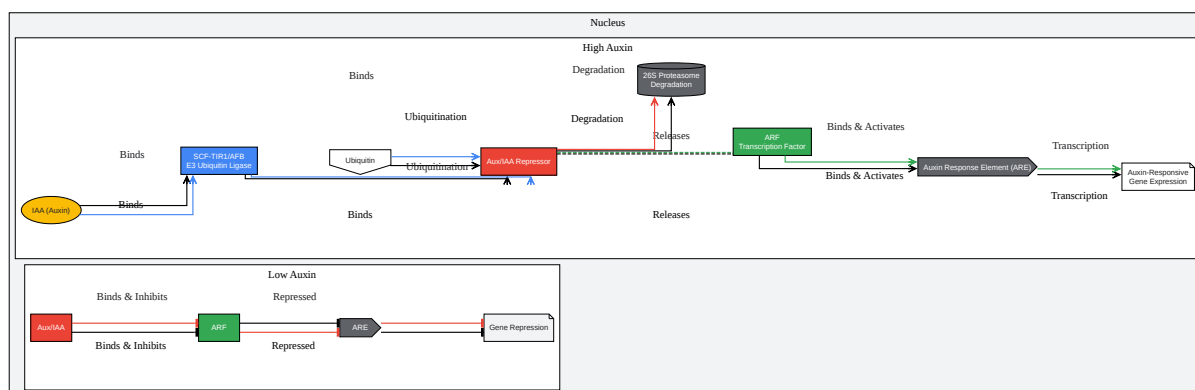 Nucleus
High Auxin
Binds
Degradation
26S Proteasome
Degradation
Ubiquitination
Degradation
Releases
ARF
Transcription Factor
Binds & Activates
Binds
SCF-TIR1/AFB
E3 Ubiquitin Ligase
Ubiquitin
Ubiquitination
Aux/IAA Repressor
Binds & Activates
Auxin Response Element (ARE)
Transcription
Auxin-Responsive
Gene Expression
Transcription
IAA (Auxin)
Binds
Binds
Releases
Low Auxin
Binds & Inhibits
Repressed
Aux/IAA
ARF
ARE
Gene Repression
Binds & Inhibits
Repressed